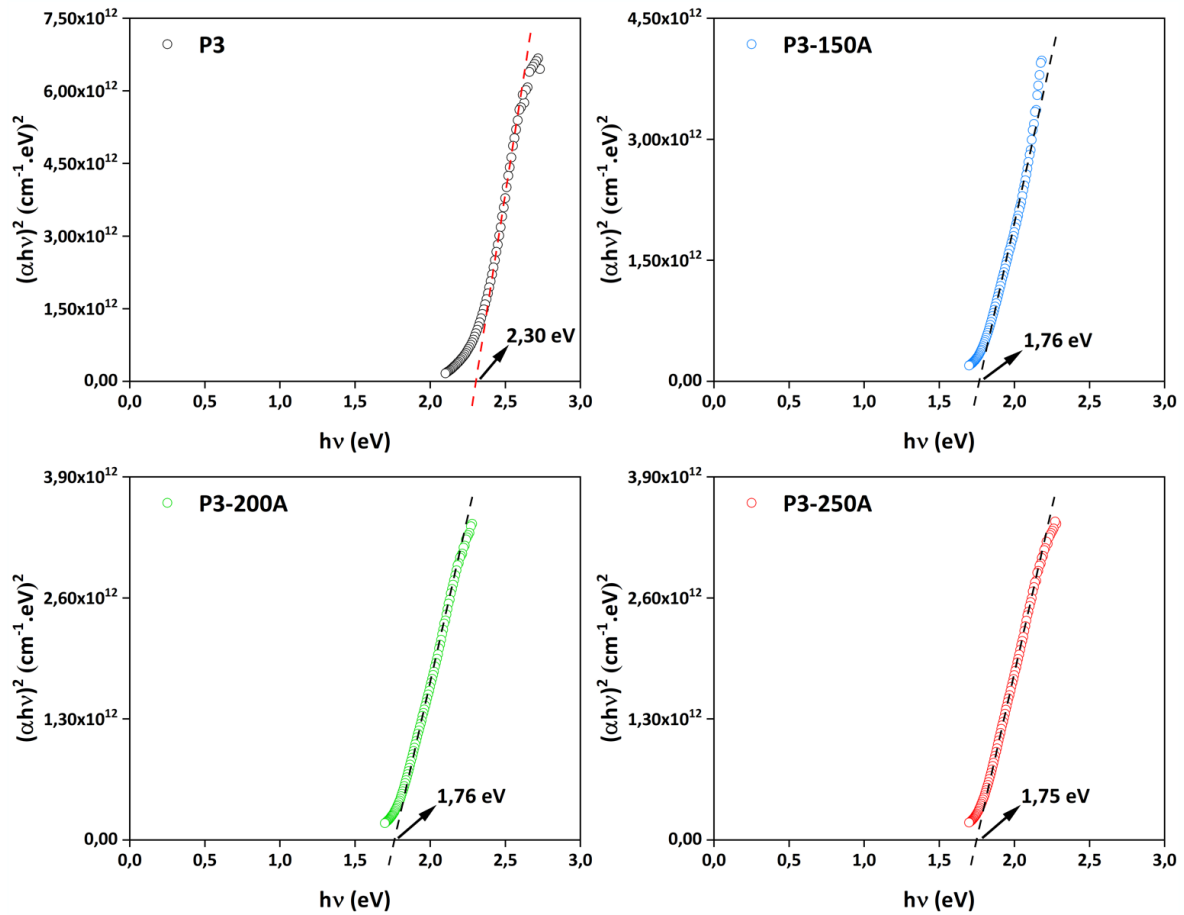 P3
(αhν)² (cm⁻¹.eV)²
7,50x10¹²
6,00x10¹²
4,50x10¹²
3,00x10¹²
1,50x10¹²
0,00
2,30 eV
0,0 0,5 1,0 1,5 2,0 2,5 3,0
hν (eV)
P3-150A
(αhν)² (cm⁻¹.eV)²
4,50x10¹²
3,00x10¹²
1,50x10¹²
0,00
1,76 eV
0,0 0,5 1,0 1,5 2,0 2,5 3,0
hν (eV)
P3-200A
(αhν)² (cm⁻¹.eV)²
3,90x10¹²
2,60x10¹²
1,30x10¹²
0,00
1,76 eV
0,0 0,5 1,0 1,5 2,0 2,5 3,0
hν (eV)
P3-250A
(αhν)² (cm⁻¹.eV)²
3,90x10¹²
2,60x10¹²
1,30x10¹²
0,00
1,75 eV
0,0 0,5 1,0 1,5 2,0 2,5 3,0
hν (eV)